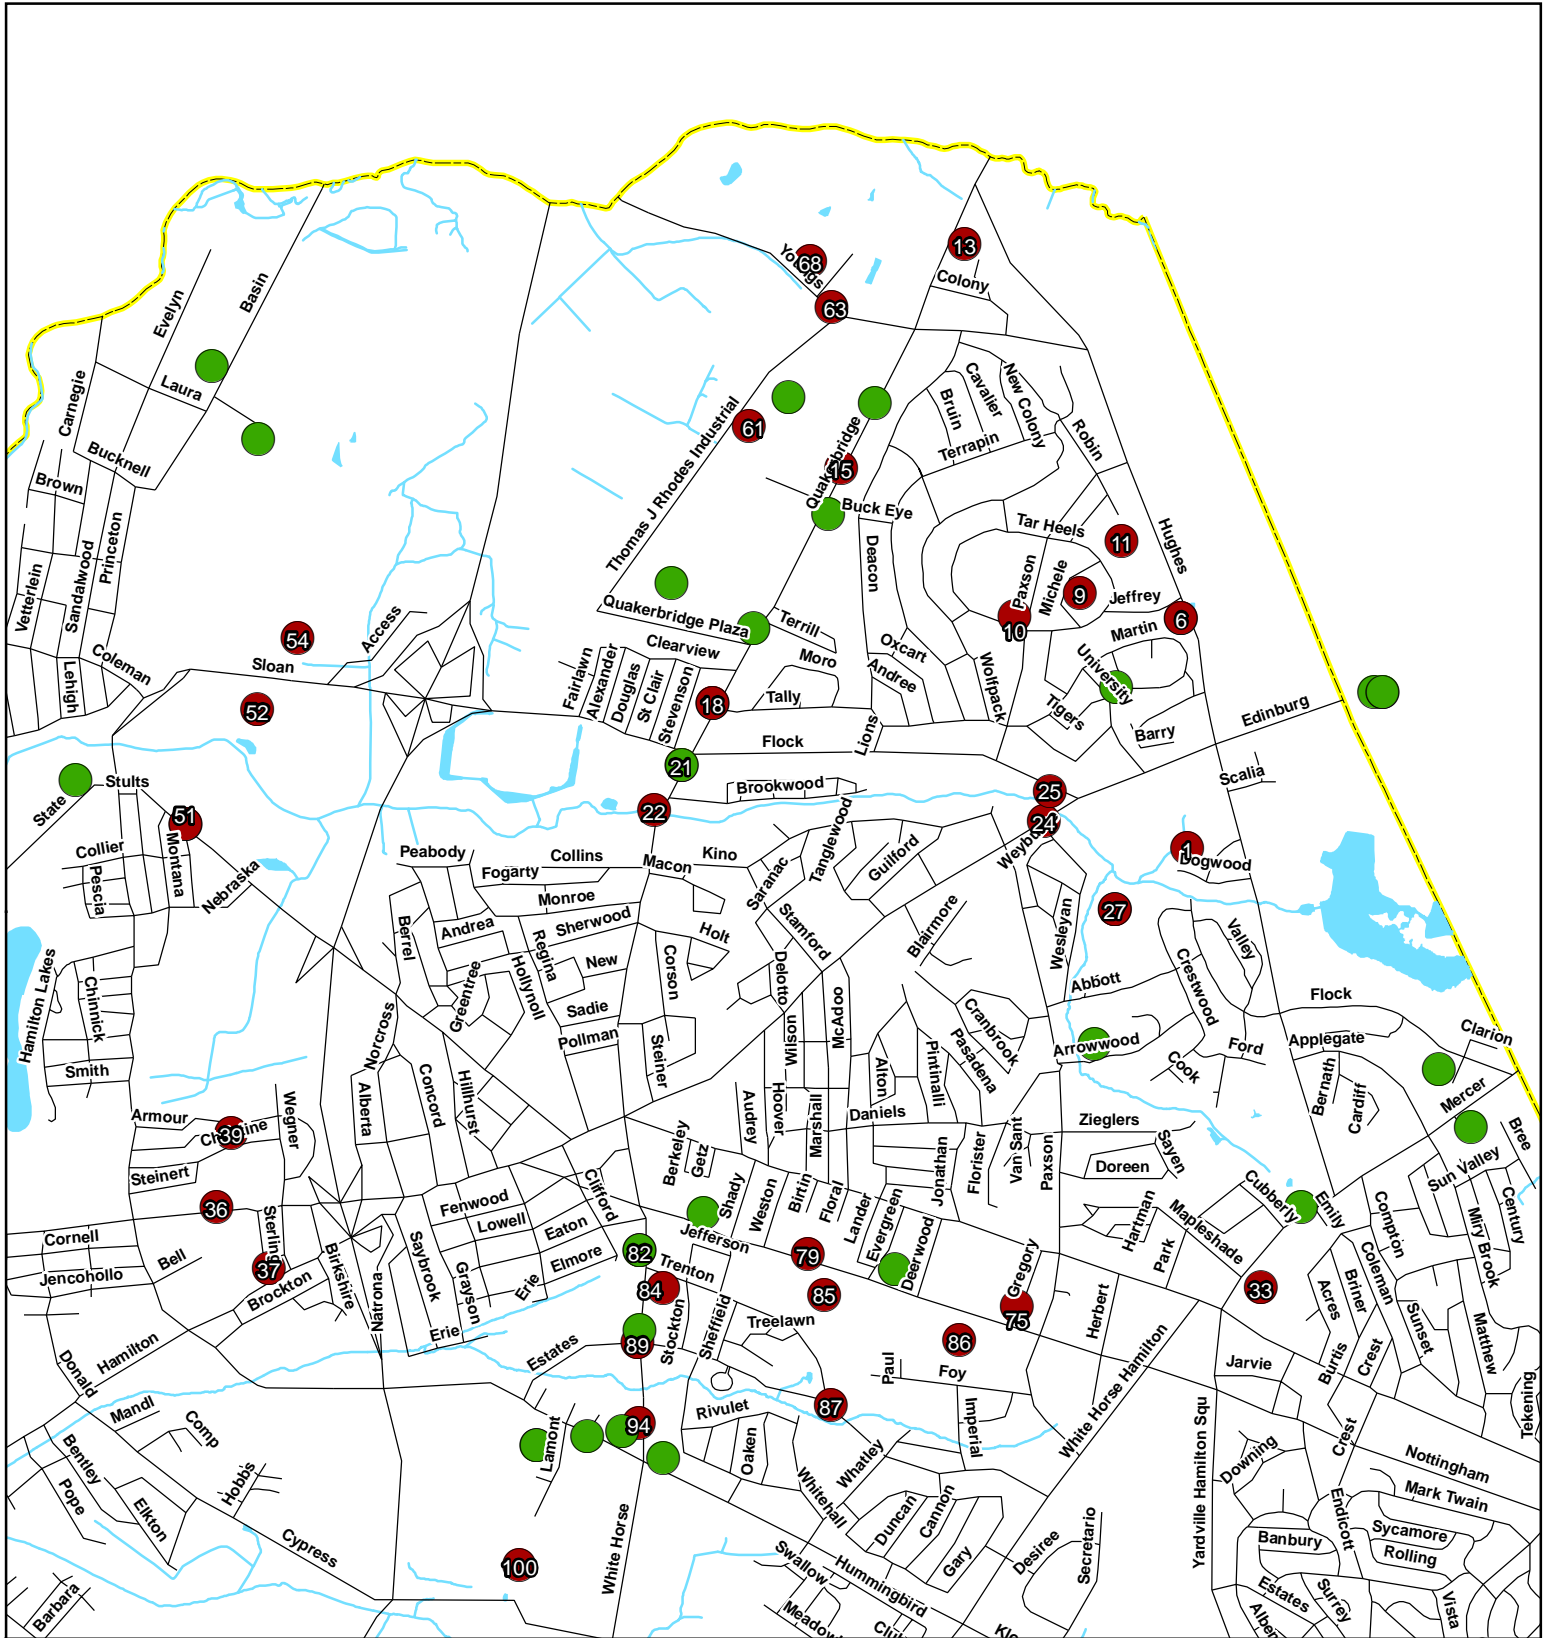 13
68
Youngs
Colony
63
Evelyn
Basin
Laura
Carnegie
Cavalier
New Colony
Bruin
Thomas J Rhodes Industrial
61
Quakerbridge
Robin
Terrapin
Bucknell
15
Brown
Buck Eye
Tar Heels
Hughes
11
Princeton
Sandalwood
Vetterlein
Deacon
Paxson
Michele
9
Jeffrey
Quakerbridge Plaza
Terrill
10
6
Martin
54
Access
Clearview
Oxcart
Coleman
Sloan
Fairlawn
Alexander
Douglas
St Clair
Stevenson
Moro
Andree
Wolfpack
University
Lehigh
52
18
Tally
Tigers
Edinburg
Lions
Barry
Flock
21
Stults
Brookwood
25
Scalia
State
51
22
24
Weybur
1
Dogwood
Collier
Montana
Pescia
Nebraska
Peabody
Collins
Macon
Kino
Fogarty
Saranac
Tanglewood
Guilford
Monroe
27
Berrel
Andrea
Sherwood
Regina
Holt
Stamford
Blairmore
Wesleyan
Valley
Hamilton Lakes
Chinnick
Greentree
Hollynoll
New
Corson
Delotto
Abbott
Crestwood
Sadie
Pollman
McAdoo
Wilson
Cranbrook
Flock
Smith
Norcross
Steiner
Pintinalli
Pasadena
Arrowwood
Ford
Cook
Applegate
Clarion
Alton
Bernath
Cardiff
Mercer
Armour
Wegner
Alberta
Concord
Hillhurst
Audrey
Hoover
Marshall
Daniels
Zieglers
39
Bree
Berkeley
Getz
Van Sant
Florister
Jonathan
Paxson
Sayen
Doreen
Steinert
Sun Valley
36
Fenwood
Clifford
Shady
Weston
Birtin
Floral
Lander
Evergreen
Deerwood
Cubberly
Emily
Compton
Century
Miry Brook
Cornell
Sterling
Lowell
Eaton
Jefferson
Hartman
Mapleshade
Park
Bell
82
79
Coleman
Jencohollo
37
Birkshire
Saybrook
Elmore
Trenton
Gregory
Brockton
Natrona
Grayson
Erie
84
85
33
Acres
Briner
Sunset
Stockton
Sheffield
Treelawn
75
Herbert
Erie
89
86
Matthew
Hamilton
Estates
Paul
Foy
Jarvie
Burtis
Crest
Donald
White Horse Hamilton
Mandl
Comp
94
Rivulet
87
Imperial
Yardville Hamilton Squ
Crest
Tekening
Bentley
Lamont
Oaken
Whatley
Downing
Nottingham
Pope
Hobbs
Whitehall
Mark Twain
Elkton
Duncan
Cannon
Endicott
Sycamore
Cypress
White Horse
Secretario
Banbury
Rolling
100
Swallow
Hummingbird
Gary
Desiree
Estates
Surrey
Vista
Barbara